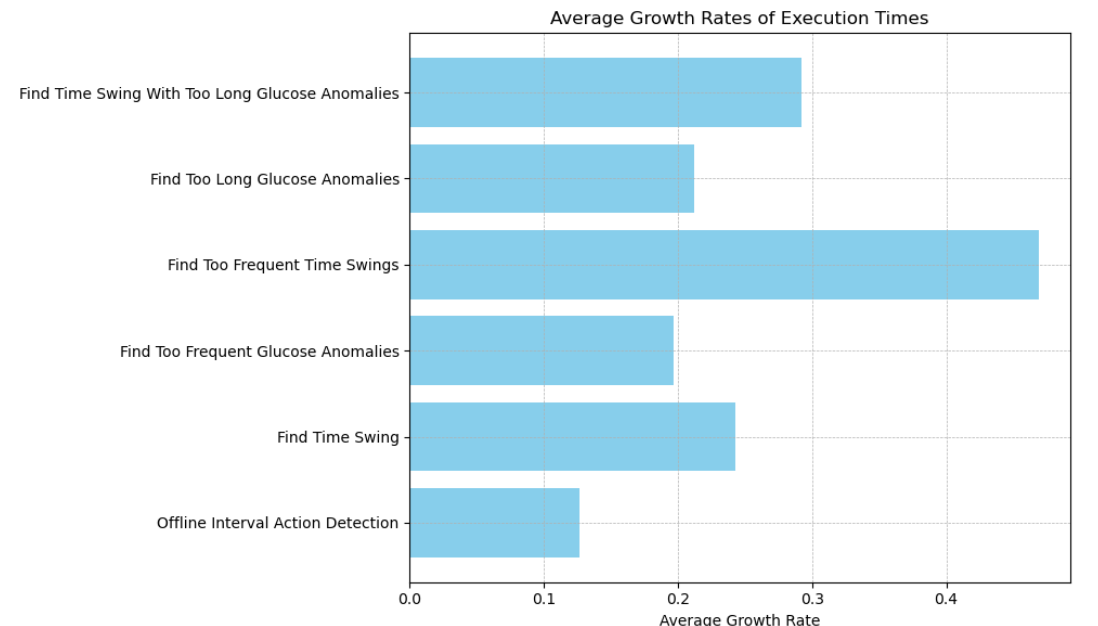 Average Growth Rates of Execution Times
Find Time Swing With Too Long Glucose Anomalies
Find Too Long Glucose Anomalies
Find Too Frequent Time Swings
Find Too Frequent Glucose Anomalies
Find Time Swing
Offline Interval Action Detection
0.0 0.1 0.2 0.3 0.4
Average Growth Rate